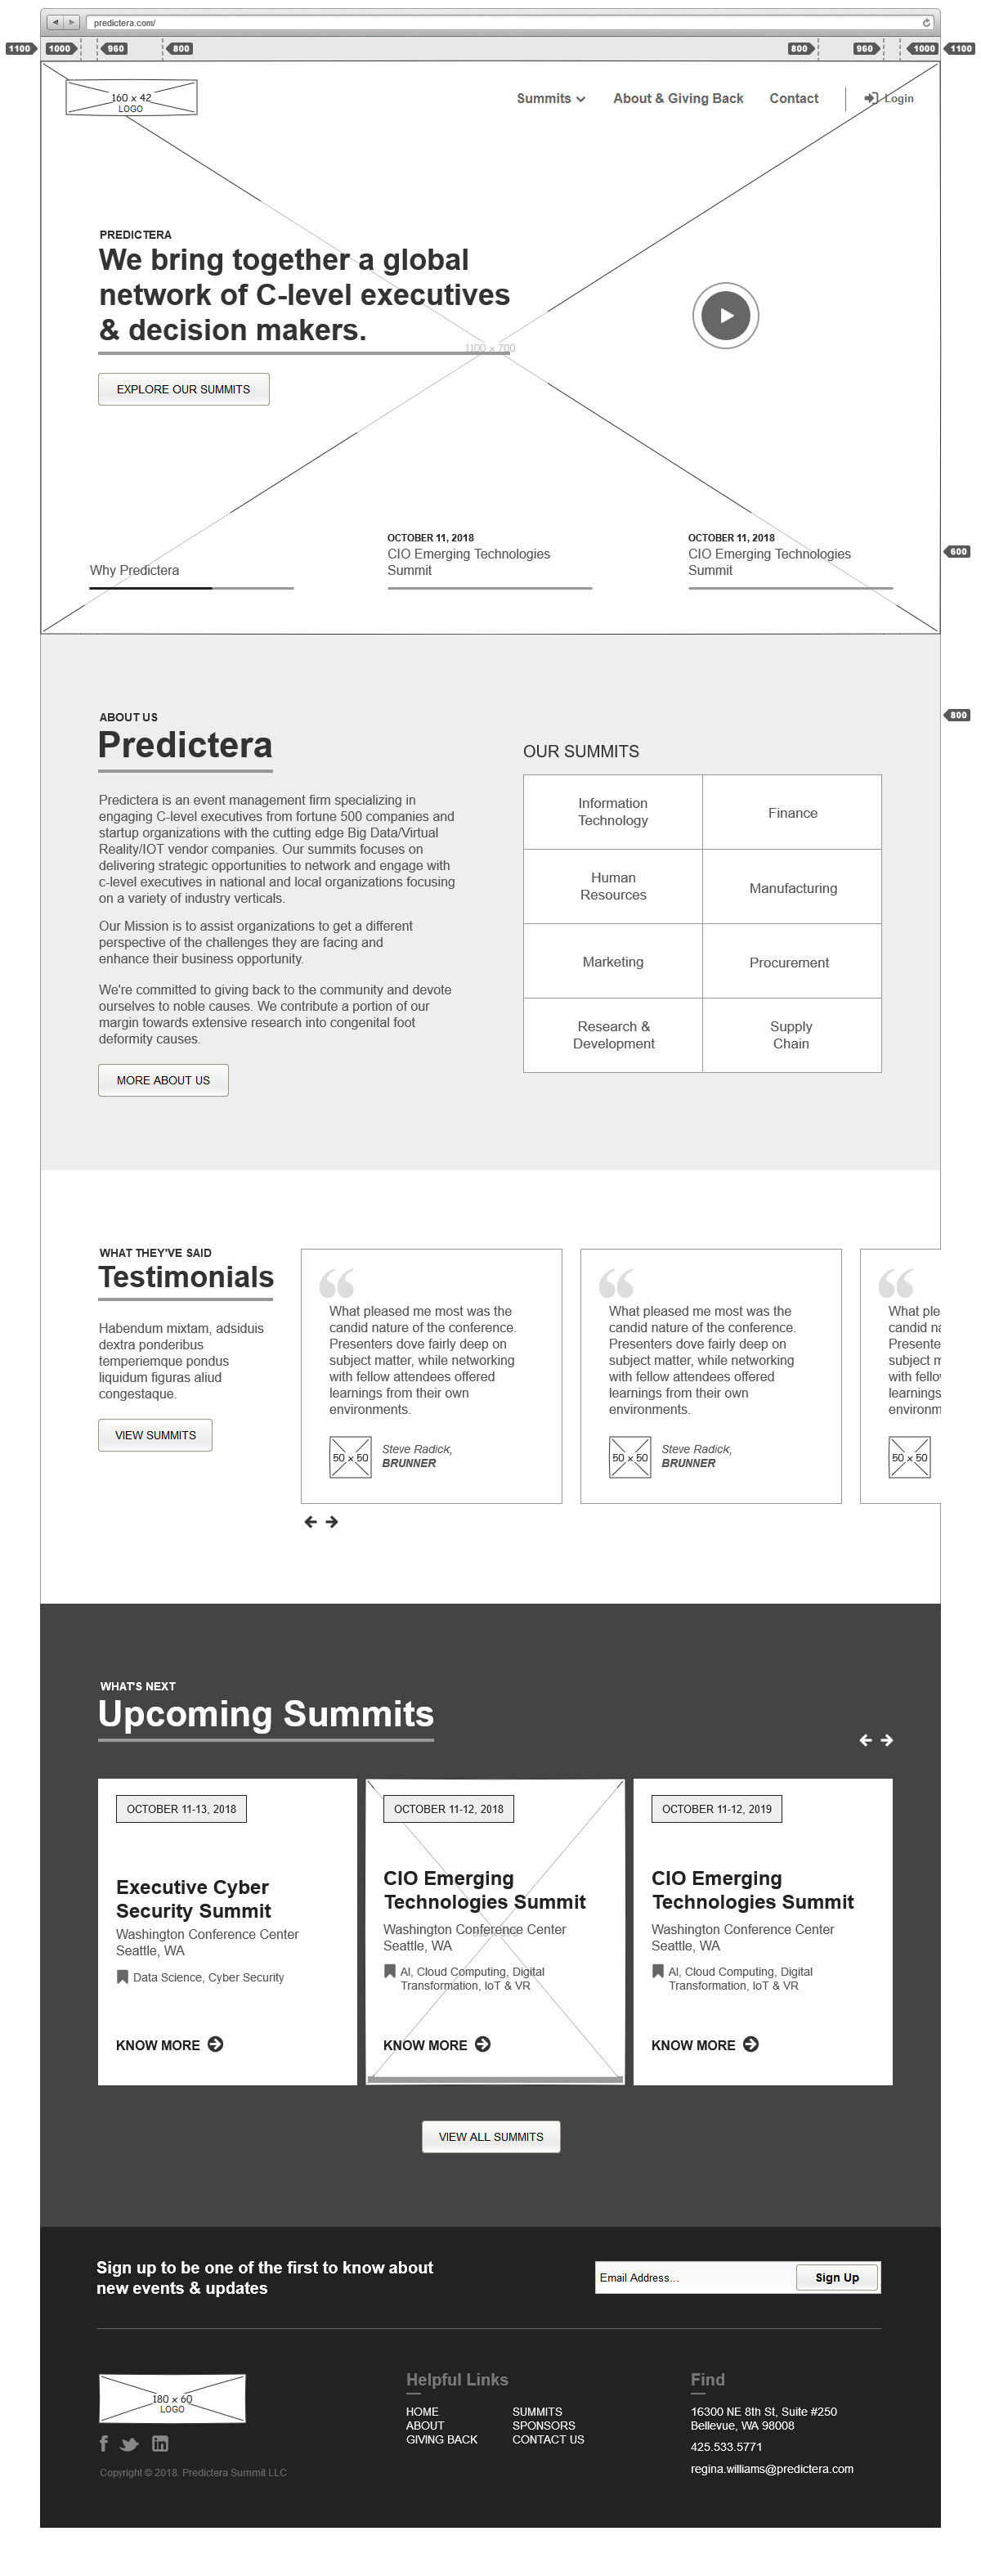 predictera.com/
1100
1000
960
800
800
960
1000
1100
160 x 42
LOGO
Summits
About & Giving Back
Contact
Login
PREDICTERA
We bring together a global
network of C-level executives
& decision makers.
1100 x 700
EXPLORE OUR SUMMITS
Why Predictera
OCTOBER 11, 2018
CIO Emerging Technologies
Summit
OCTOBER 11, 2018
CIO Emerging Technologies
Summit
600
800
ABOUT US
Predictera
Predictera is an event management firm specializing in
engaging C-level executives from fortune 500 companies and
startup organizations with the cutting edge Big Data/Virtual
Reality/IOT vendor companies. Our summits focuses on
delivering strategic opportunities to network and engage with
c-level executives in national and local organizations focusing
on a variety of industry verticals.
Our Mission is to assist organizations to get a different
perspective of the challenges they are facing and
enhance their business opportunity.
We're committed to giving back to the community and devote
ourselves to noble causes. We contribute a portion of our
margin towards extensive research into congenital foot
deformity causes.
MORE ABOUT US
OUR SUMMITS
Information
Technology
Finance
Human
Resources
Manufacturing
Marketing
Procurement
Research &
Development
Supply
Chain
WHAT THEY'VE SAID
Testimonials
Habendum mixtam, adsiduis
dextra ponderibus
temperiemque pondus
liquidum figuras aliud
congestaque.
VIEW SUMMITS
What pleased me most was the
candid nature of the conference.
Presenters dove fairly deep on
subject matter, while networking
with fellow attendees offered
learnings from their own
environments.
50 x 50
Steve Radick,
BRUNNER
What pleased me most was the
candid nature of the conference.
Presenters dove fairly deep on
subject matter, while networking
with fellow attendees offered
learnings from their own
environments.
50 x 50
Steve Radick,
BRUNNER
What ple
candid na
Presente
subject m
with fellow
learnings
environm
50 x 50
WHAT'S NEXT
Upcoming Summits
OCTOBER 11-13, 2018
Executive Cyber
Security Summit
Washington Conference Center
Seattle, WA
Data Science, Cyber Security
KNOW MORE
OCTOBER 11-12, 2018
CIO Emerging
Technologies Summit
Washington Conference Center
Seattle, WA
AI, Cloud Computing, Digital
Transformation, IoT & VR
KNOW MORE
OCTOBER 11-12, 2019
CIO Emerging
Technologies Summit
Washington Conference Center
Seattle, WA
AI, Cloud Computing, Digital
Transformation, IoT & VR
KNOW MORE
VIEW ALL SUMMITS
Sign up to be one of the first to know about
new events & updates
Email Address...
Sign Up
180 x 60
LOGO
Copyright © 2018. Predictera Summit LLC
Helpful Links
HOME
ABOUT
GIVING BACK
SUMMITS
SPONSORS
CONTACT US
Find
16300 NE 8th St, Suite #250
Bellevue, WA 98008
425.533.5771
regina.williams@predictera.com